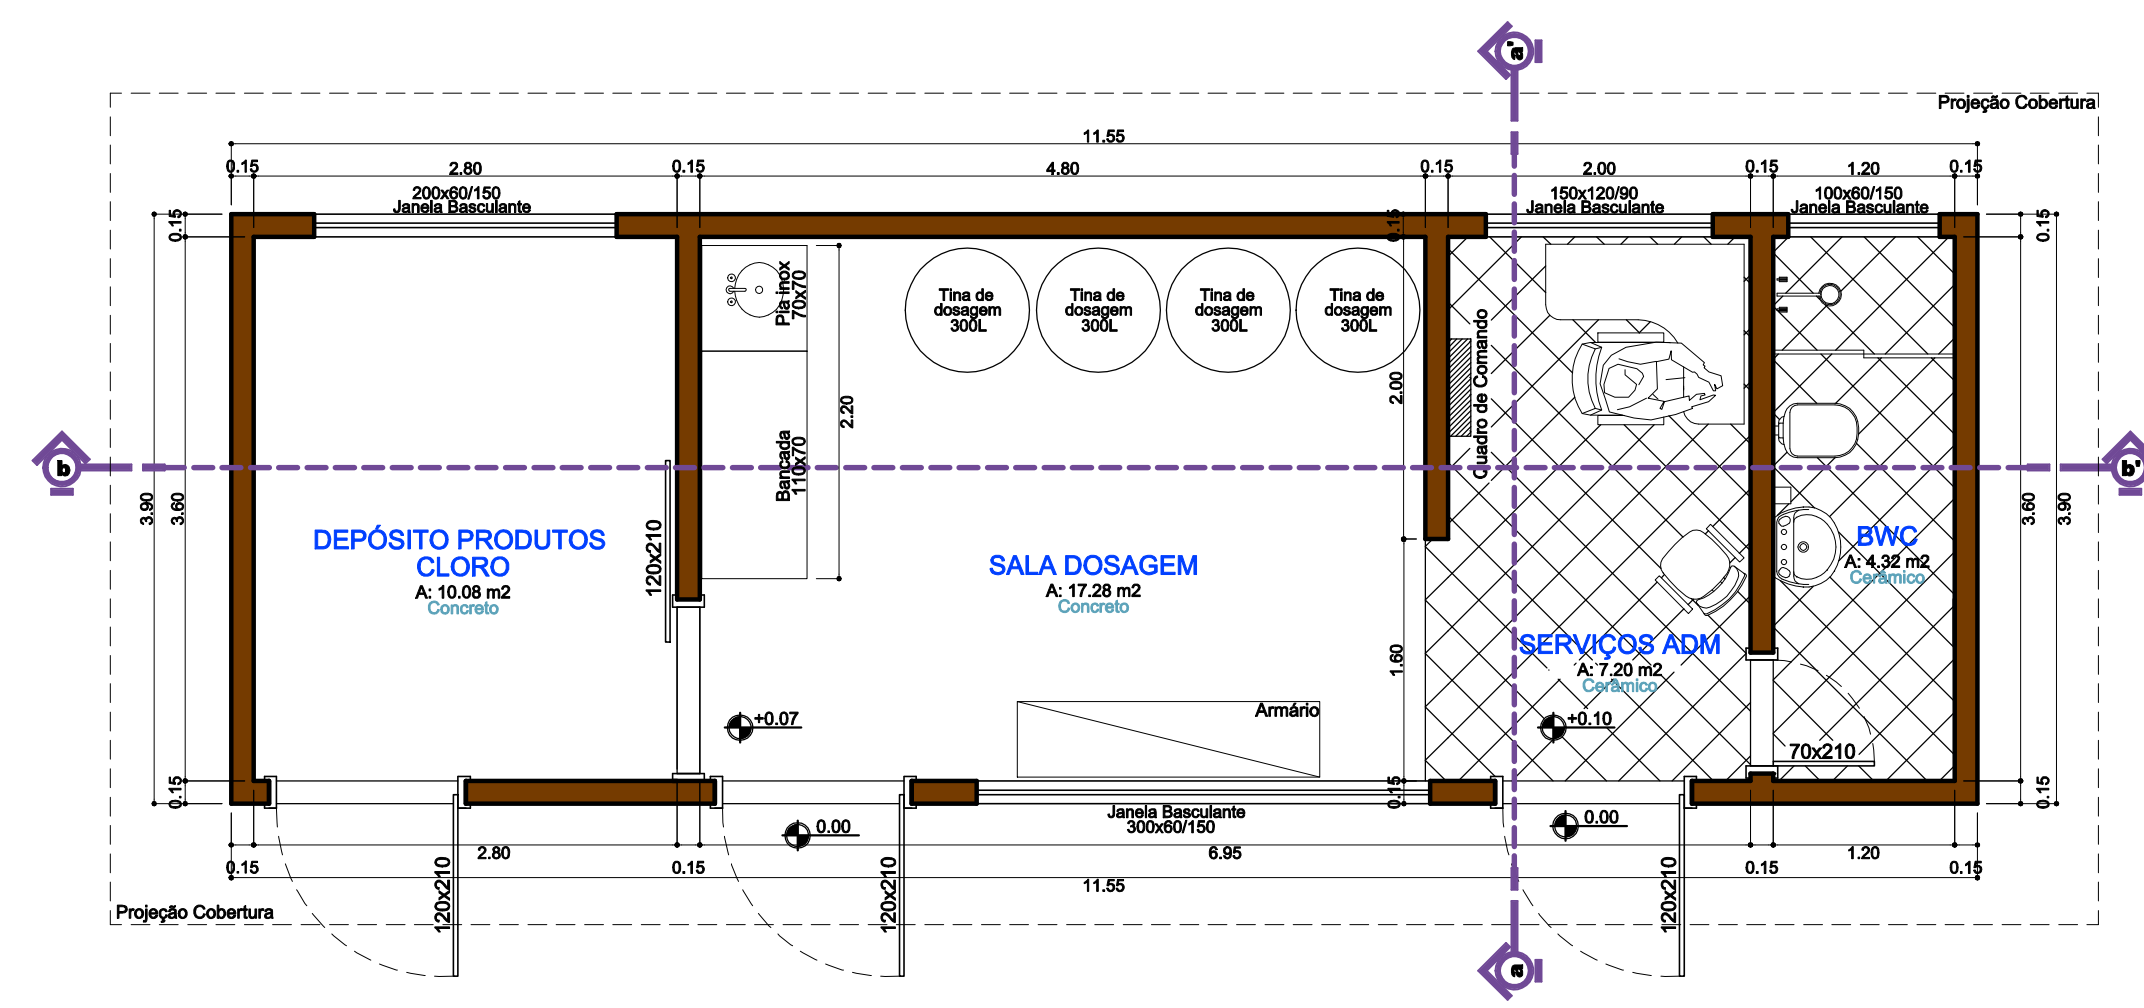 a'
Projeção Cobertura
11.55
0.15
2.80
0.15
4.80
0.15
2.00
0.15
1.20
0.15
200x60/150
Janela Basculante
150x120/90
Janela Basculante
100x60/150
Janela Basculante
0.15
0.15
0.15
Pia inox
70x70
Tina de
dosagem
300L
Tina de
dosagem
300L
Tina de
dosagem
300L
Tina de
dosagem
300L
Quadro de Comando
2.00
2.20
Bancada
110x70
b
b'
3.90
3.60
3.60
3.90
120x210
DEPÓSITO PRODUTOS
CLORO
A: 10.08 m2
Concreto
SALA DOSAGEM
A: 17.28 m2
Concreto
BWC
A: 4.32 m2
Cerâmico
SERVIÇOS ADM
A: 7.20 m2
Cerâmico
1.60
Armário
+0.07
+0.10
70x210
0.15
0.15
0.15
Janela Basculante
300x60/150
0.00
0.00
2.80
6.95
1.20
0.15
0.15
0.15
0.15
11.55
120x210
120x210
120x210
Projeção Cobertura
a